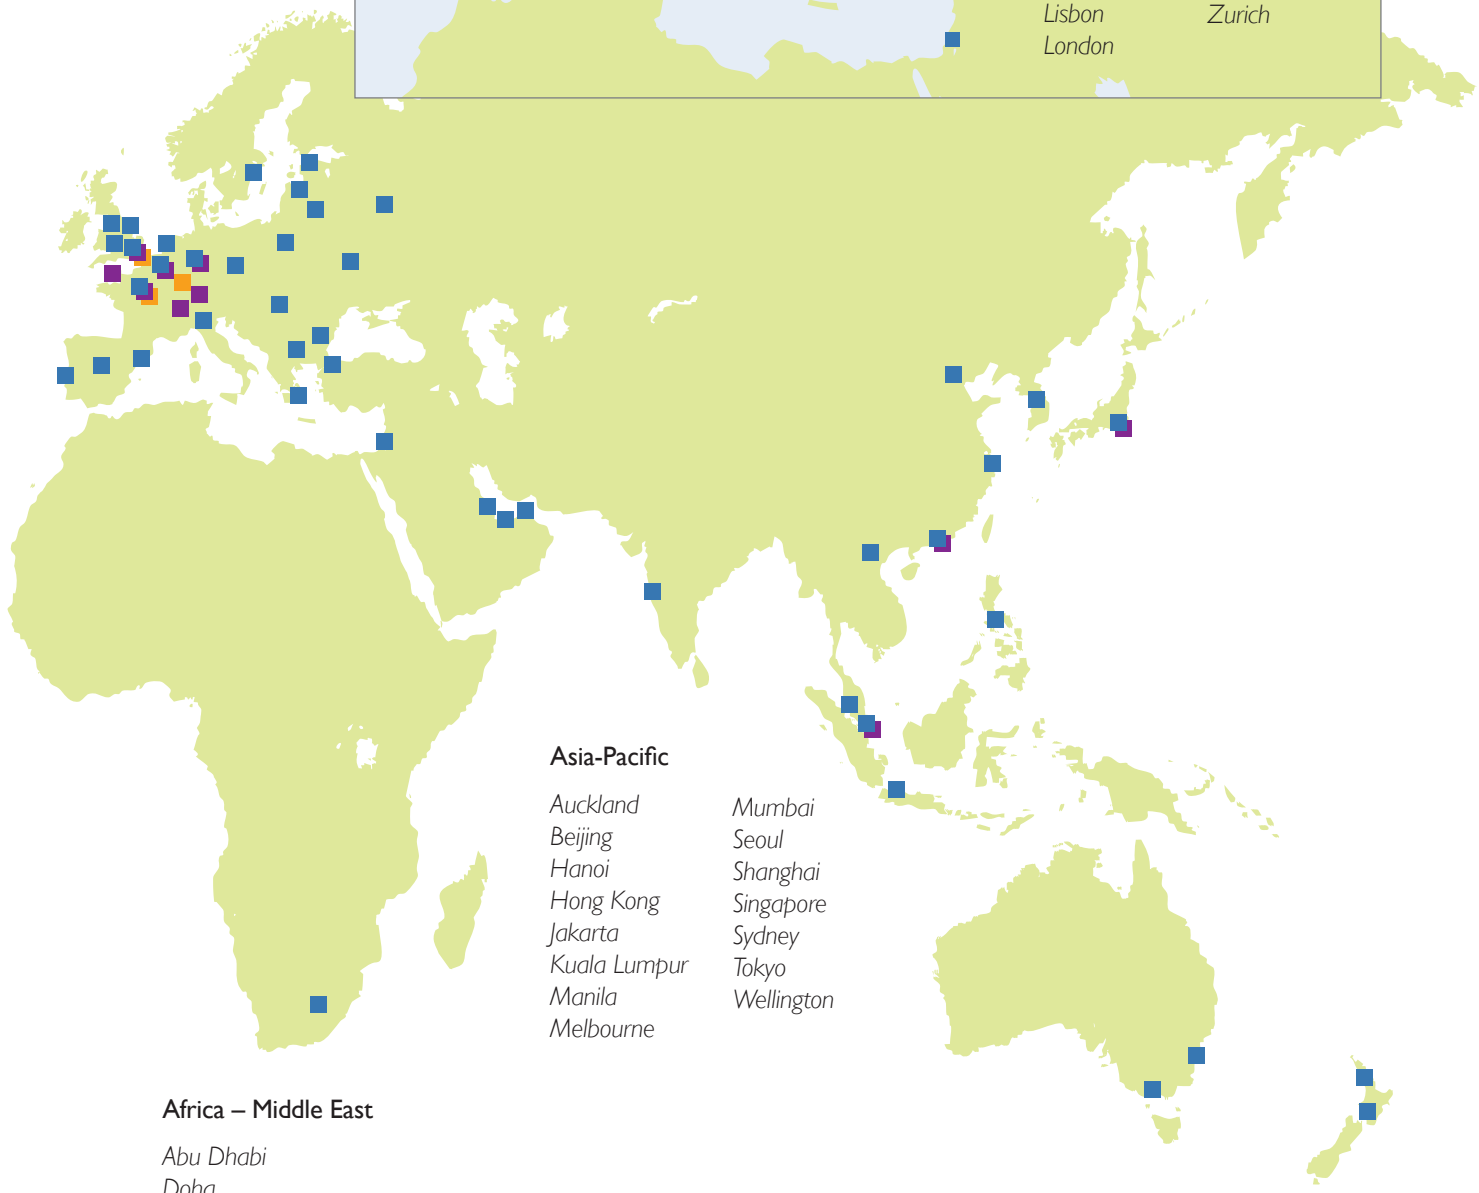 Lisbon
London
Zurich
Asia-Pacific
Auckland
Beijing
Hanoi
Hong Kong
Jakarta
Kuala Lumpur
Manila
Melbourne
Mumbai
Seoul
Shanghai
Singapore
Sydney
Tokyo
Wellington
Africa – Middle East
Abu Dhabi
Doha